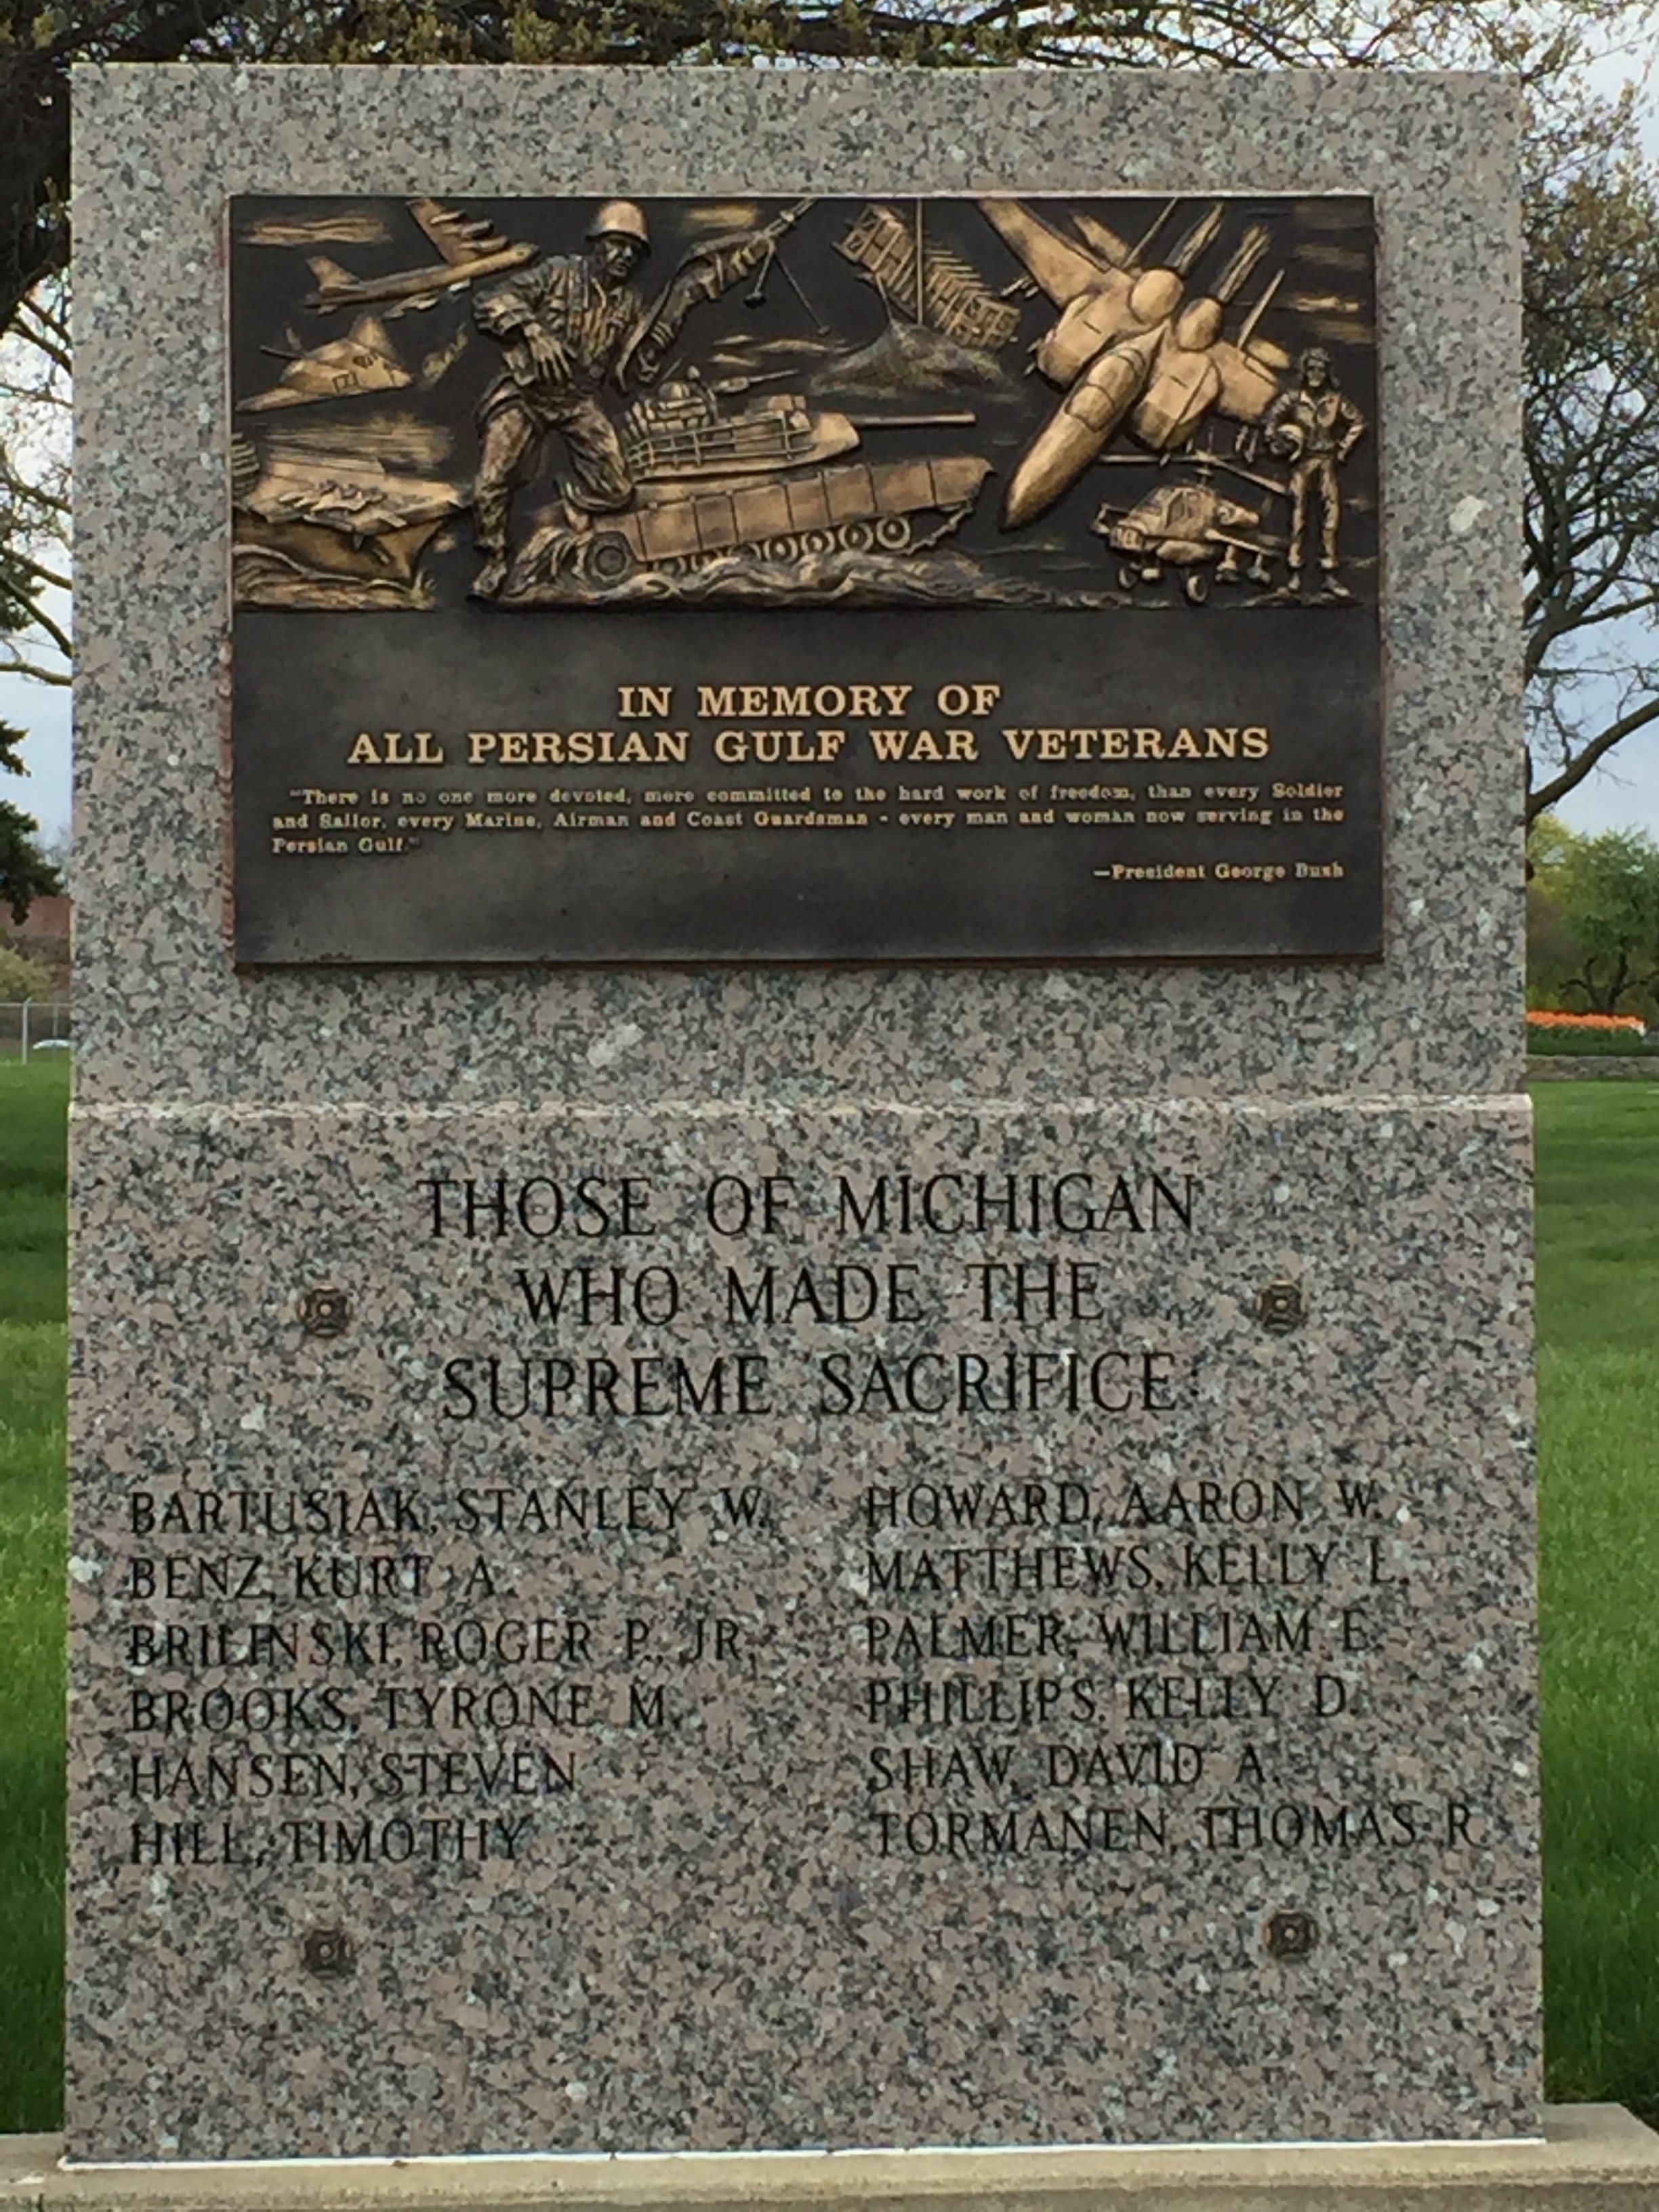 IN MEMORY OF
ALL PERSIAN GULF WAR VETERANS
"There is no one more devoted, more committed to the hard work of freedom, than every Soldier
and Sailor, every Marine, Airman and Coast Guardsman - every man and woman now serving in the
Persian Gulf."
—President George Bush
THOSE OF MICHIGAN
WHO MADE THE
SUPREME SACRIFICE:
BARTUSIAK, STANLEY W.
BENZ, KURT A.
BRILINSKI, ROGER P., JR.
BROOKS, TYRONE M.
HANSEN, STEVEN
HILL, TIMOTHY
HOWARD, AARON W.
MATTHEWS, KELLY L.
PALMER, WILLIAM E.
PHILLIPS, KELLY D.
SHAW, DAVID A.
TORMANEN, THOMAS R.